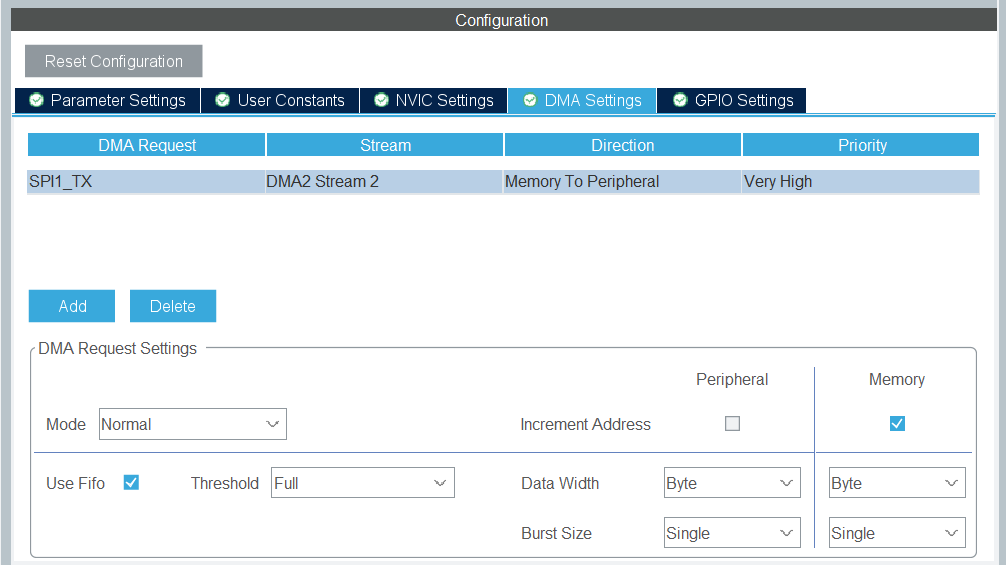 Configuration
Reset Configuration
Parameter Settings User Constants NVIC Settings DMA Settings GPIO Settings
DMA Request Stream Direction Priority
SPI1_TX DMA2 Stream 2 Memory To Peripheral Very High
Add Delete
DMA Request Settings
Peripheral Memory
Mode Normal Increment Address
Use Fifo Threshold Full Data Width Byte Byte
Burst Size Single Single